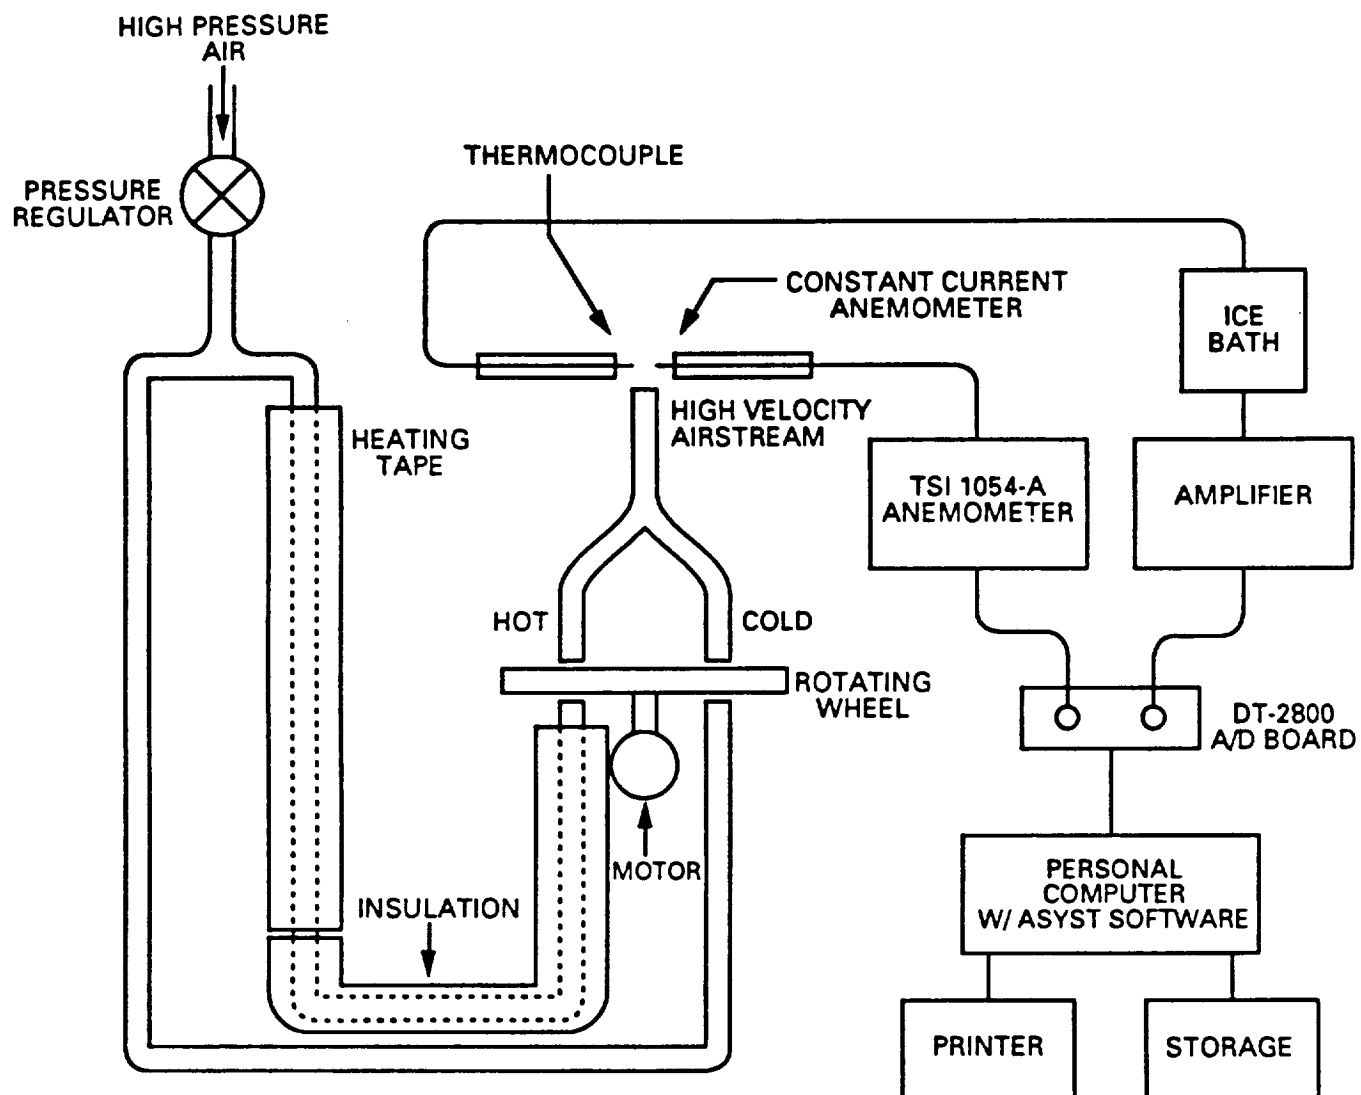 HIGH PRESSURE
AIR
PRESSURE
REGULATOR
THERMOCOUPLE
CONSTANT CURRENT
ANEMOMETER
ICE
BATH
HIGH VELOCITY
AIRSTREAM
HEATING
TAPE
TSI 1054-A
ANEMOMETER
AMPLIFIER
HOT
COLD
ROTATING
WHEEL
DT-2800
A/D BOARD
MOTOR
INSULATION
PERSONAL
COMPUTER
W/ ASYST SOFTWARE
PRINTER
STORAGE